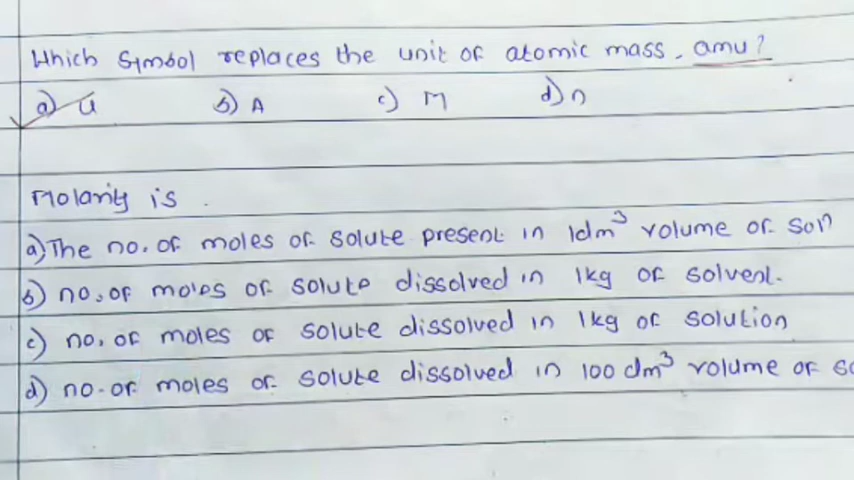 Which symbol replaces the unit of atomic mass, amu?
a) u b) A c) M d) n
Molarity is
a) The no. of moles of solute present in 1dm³ volume of soln
b) no. of moles of solute dissolved in 1kg of solvent.
c) no. of moles of solute dissolved in 1kg of solution
d) no. of moles of solute dissolved in 100 dm³ volume of